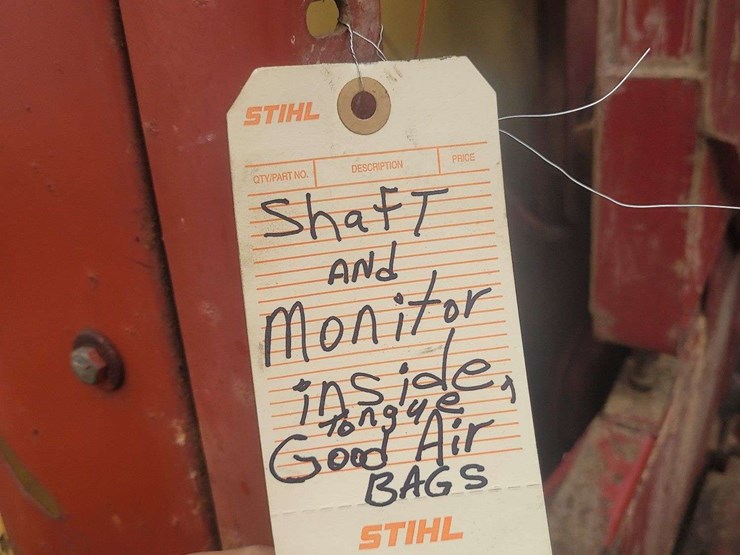 STIHL
QTY/PART NO. DESCRIPTION PRICE
ShafT
ANd
Monitor
inside,
Tongue,
Good Air
BAGS
STIHL